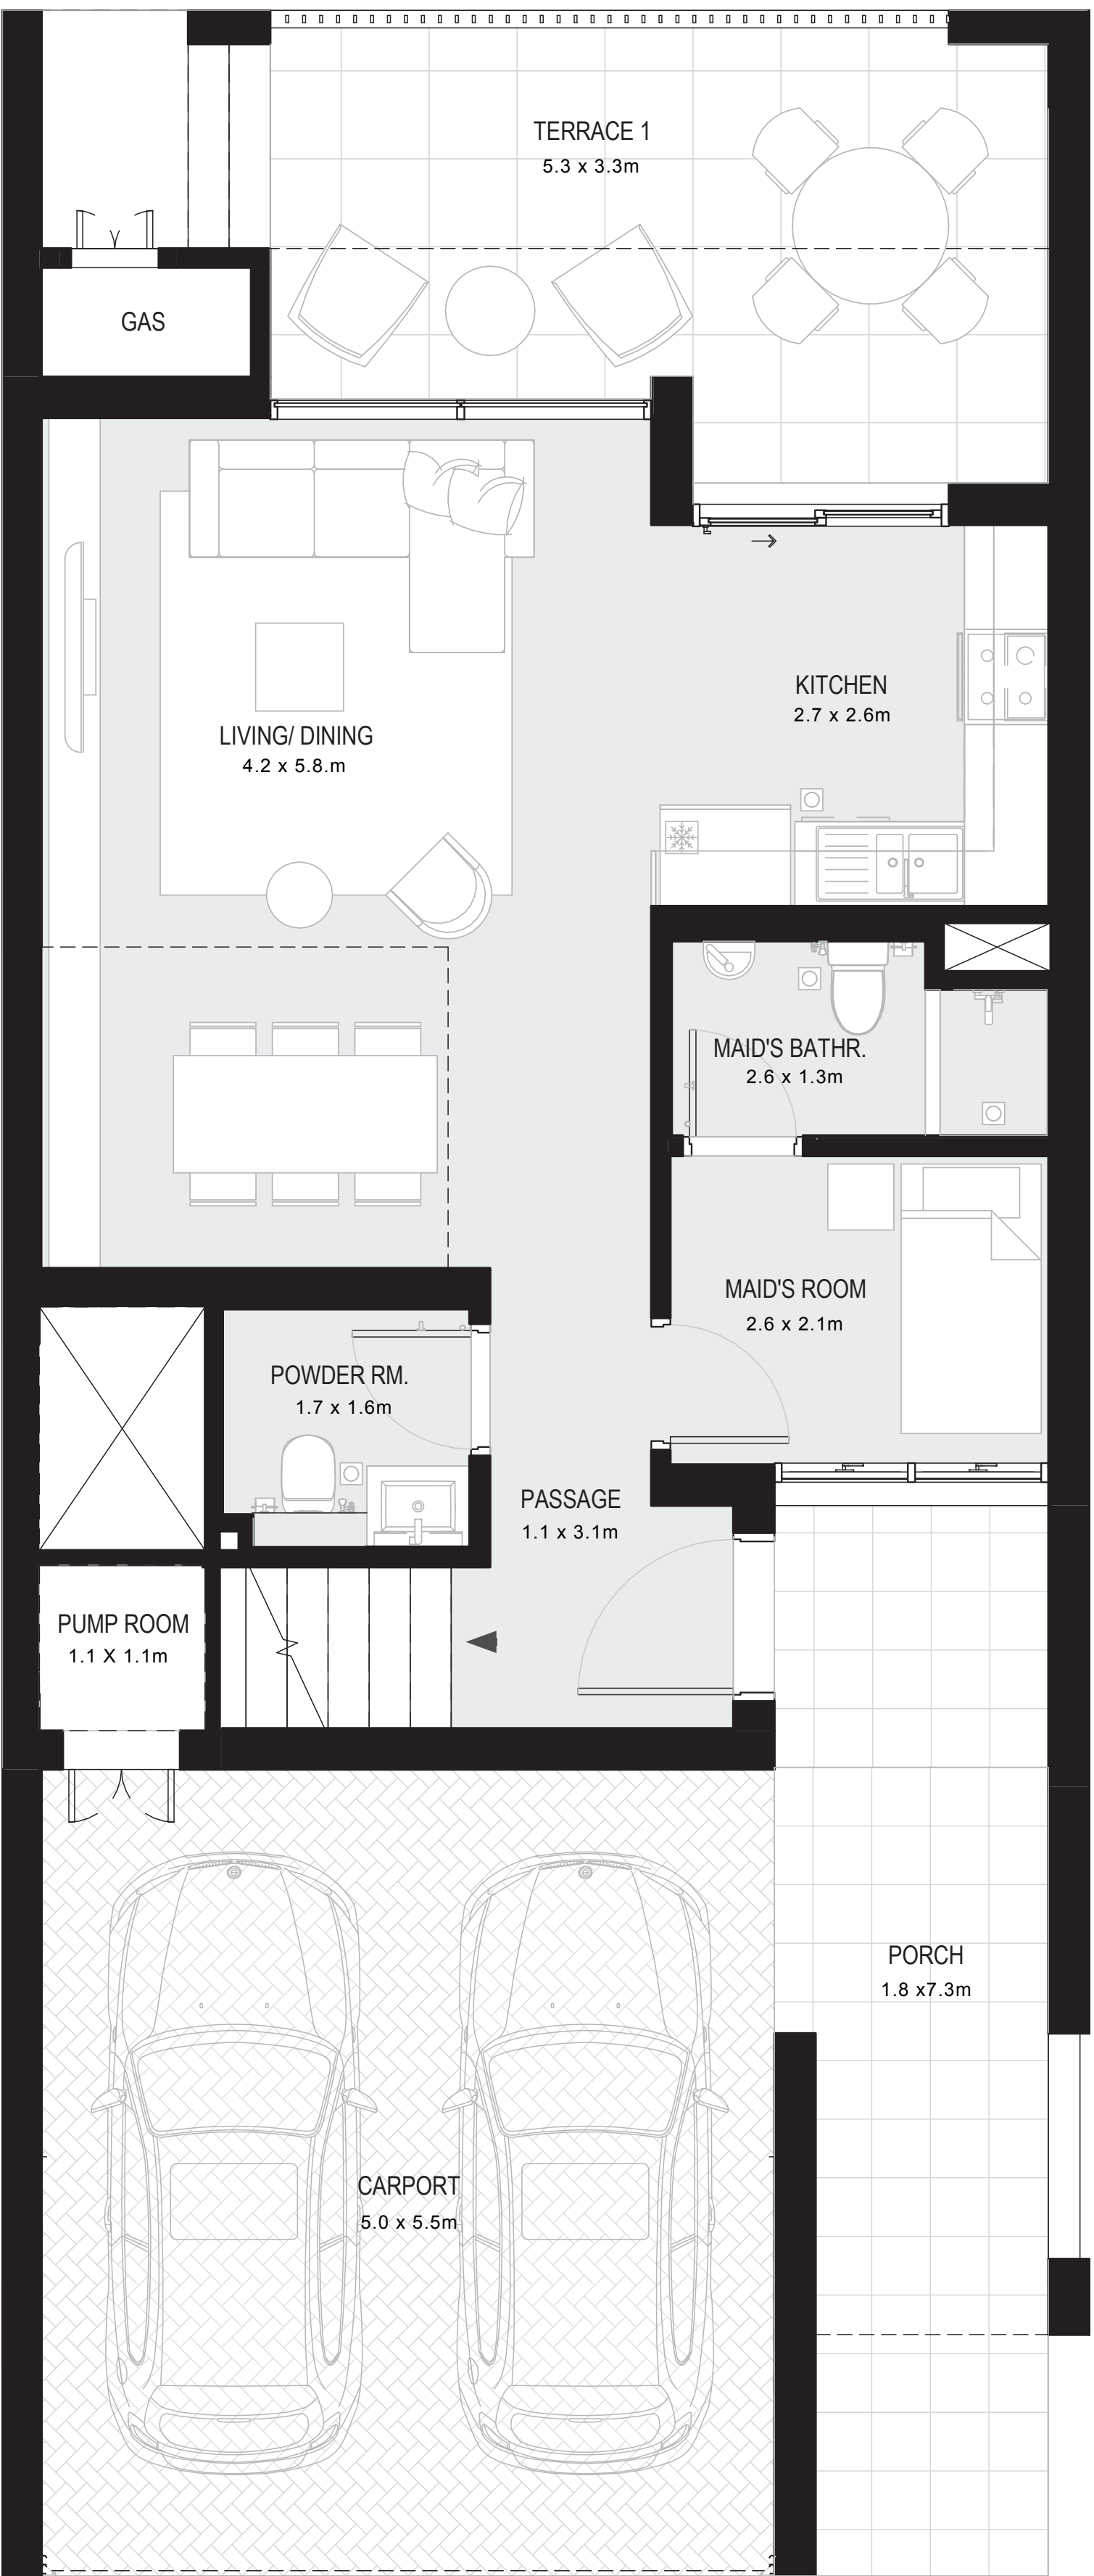 TERRACE 1
5.3 x 3.3m
GAS
KITCHEN
2.7 x 2.6m
LIVING/ DINING
4.2 x 5.8.m
MAID'S BATHR.
2.6 x 1.3m
MAID'S ROOM
2.6 x 2.1m
POWDER RM.
1.7 x 1.6m
PASSAGE
1.1 x 3.1m
PUMP ROOM
1.1 X 1.1m
PORCH
1.8 x7.3m
CARPORT
5.0 x 5.5m